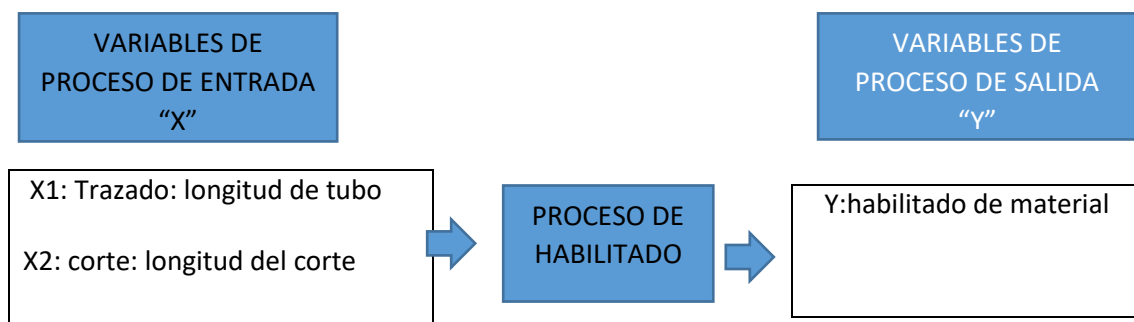 VARIABLES DE
PROCESO DE ENTRADA
“X”
VARIABLES DE
PROCESO DE SALIDA
“Y”
X1: Trazado: longitud de tubo
X2: corte: longitud del corte
PROCESO DE
HABILITADO
Y:habilitado de material